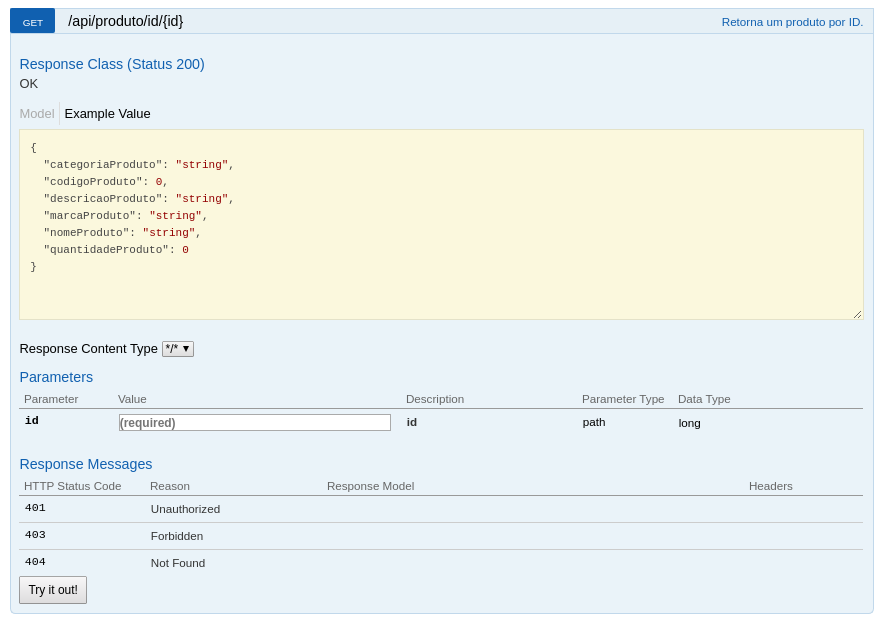 GET /api/produto/id/{id} Retorna um produto por ID.
Response Class (Status 200)
OK
Model Example Value
{
  "categoriaProduto": "string",
  "codigoProduto": 0,
  "descricaoProduto": "string",
  "marcaProduto": "string",
  "nomeProduto": "string",
  "quantidadeProduto": 0
}
Response Content Type */*
Parameters
Parameter Value Description Parameter Type Data Type
id (required) id path long
Response Messages
HTTP Status Code Reason Response Model Headers
401 Unauthorized
403 Forbidden
404 Not Found
Try it out!